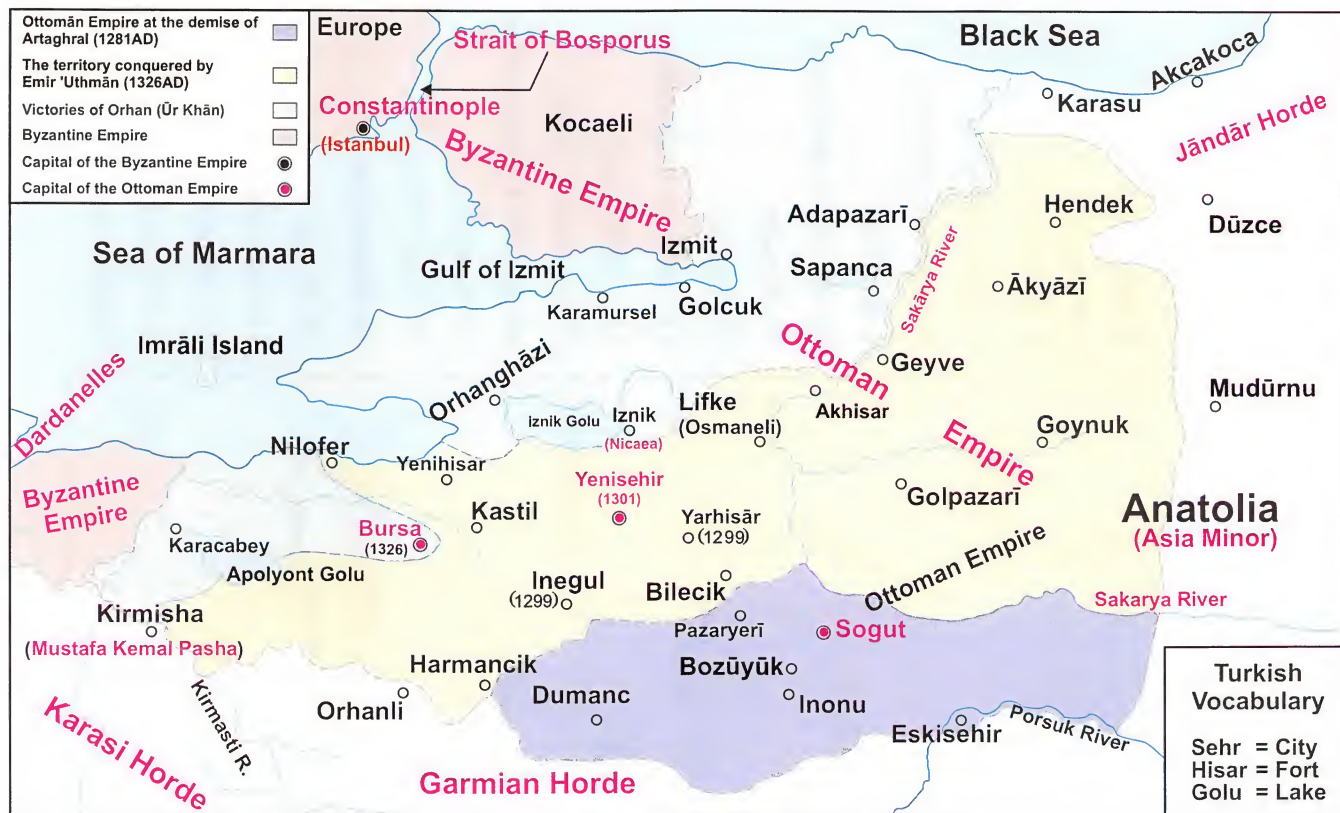 Ottomān Empire at the demise of
Artaghral (1281AD)
The territory conquered by
Emir 'Uthmān (1326AD)
Victories of Orhan (Ūr Khān)
Byzantine Empire
Capital of the Byzantine Empire
Capital of the Ottoman Empire
Europe
Strait of Bosporus
Black Sea
Akcakoca
Karasu
Constantinople
(Istanbul)
Kocaeli
Byzantine Empire
Jāndār Horde
Hendek
Dūzce
Adapazarī
Sea of Marmara
Izmit
Gulf of Izmit
Sapanca
Sakārya River
Ākyāzī
Karamursel
Golcuk
Imrāli Island
Ottoman
Empire
Geyve
Dardanelles
Orhanghāzi
iznik Golu
Iznik
(Nicaea)
Lifke
(Osmaneli)
Akhisar
Mudūrnu
Goynuk
Nilofer
Yenihisar
Yenisehir
(1301)
Golpazarī
Byzantine
Empire
Kastil
Yarhisār
(1299)
Anatolia
(Asia Minor)
Karacabey
Bursa
(1326)
Apolyont Golu
Inegul
(1299)
Bilecik
Ottoman Empire
Sakarya River
Kirmisha
(Mustafa Kemal Pasha)
Pazaryerī
Sogut
Harmancik
Bozūyūk
Orhanli
Dumanc
Inonu
Kirmasti R.
Eskisehir
Porsuk River
Karasi Horde
Garmian Horde
Turkish
Vocabulary
Sehr = City
Hisar = Fort
Golu = Lake